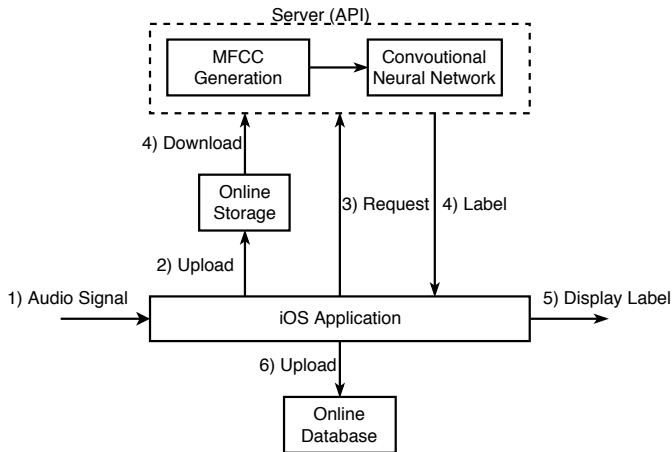 Server (API)
MFCC
Generation
Convoutional
Neural Network
4) Download
Online
Storage
3) Request
4) Label
2) Upload
1) Audio Signal
iOS Application
5) Display Label
6) Upload
Online
Database